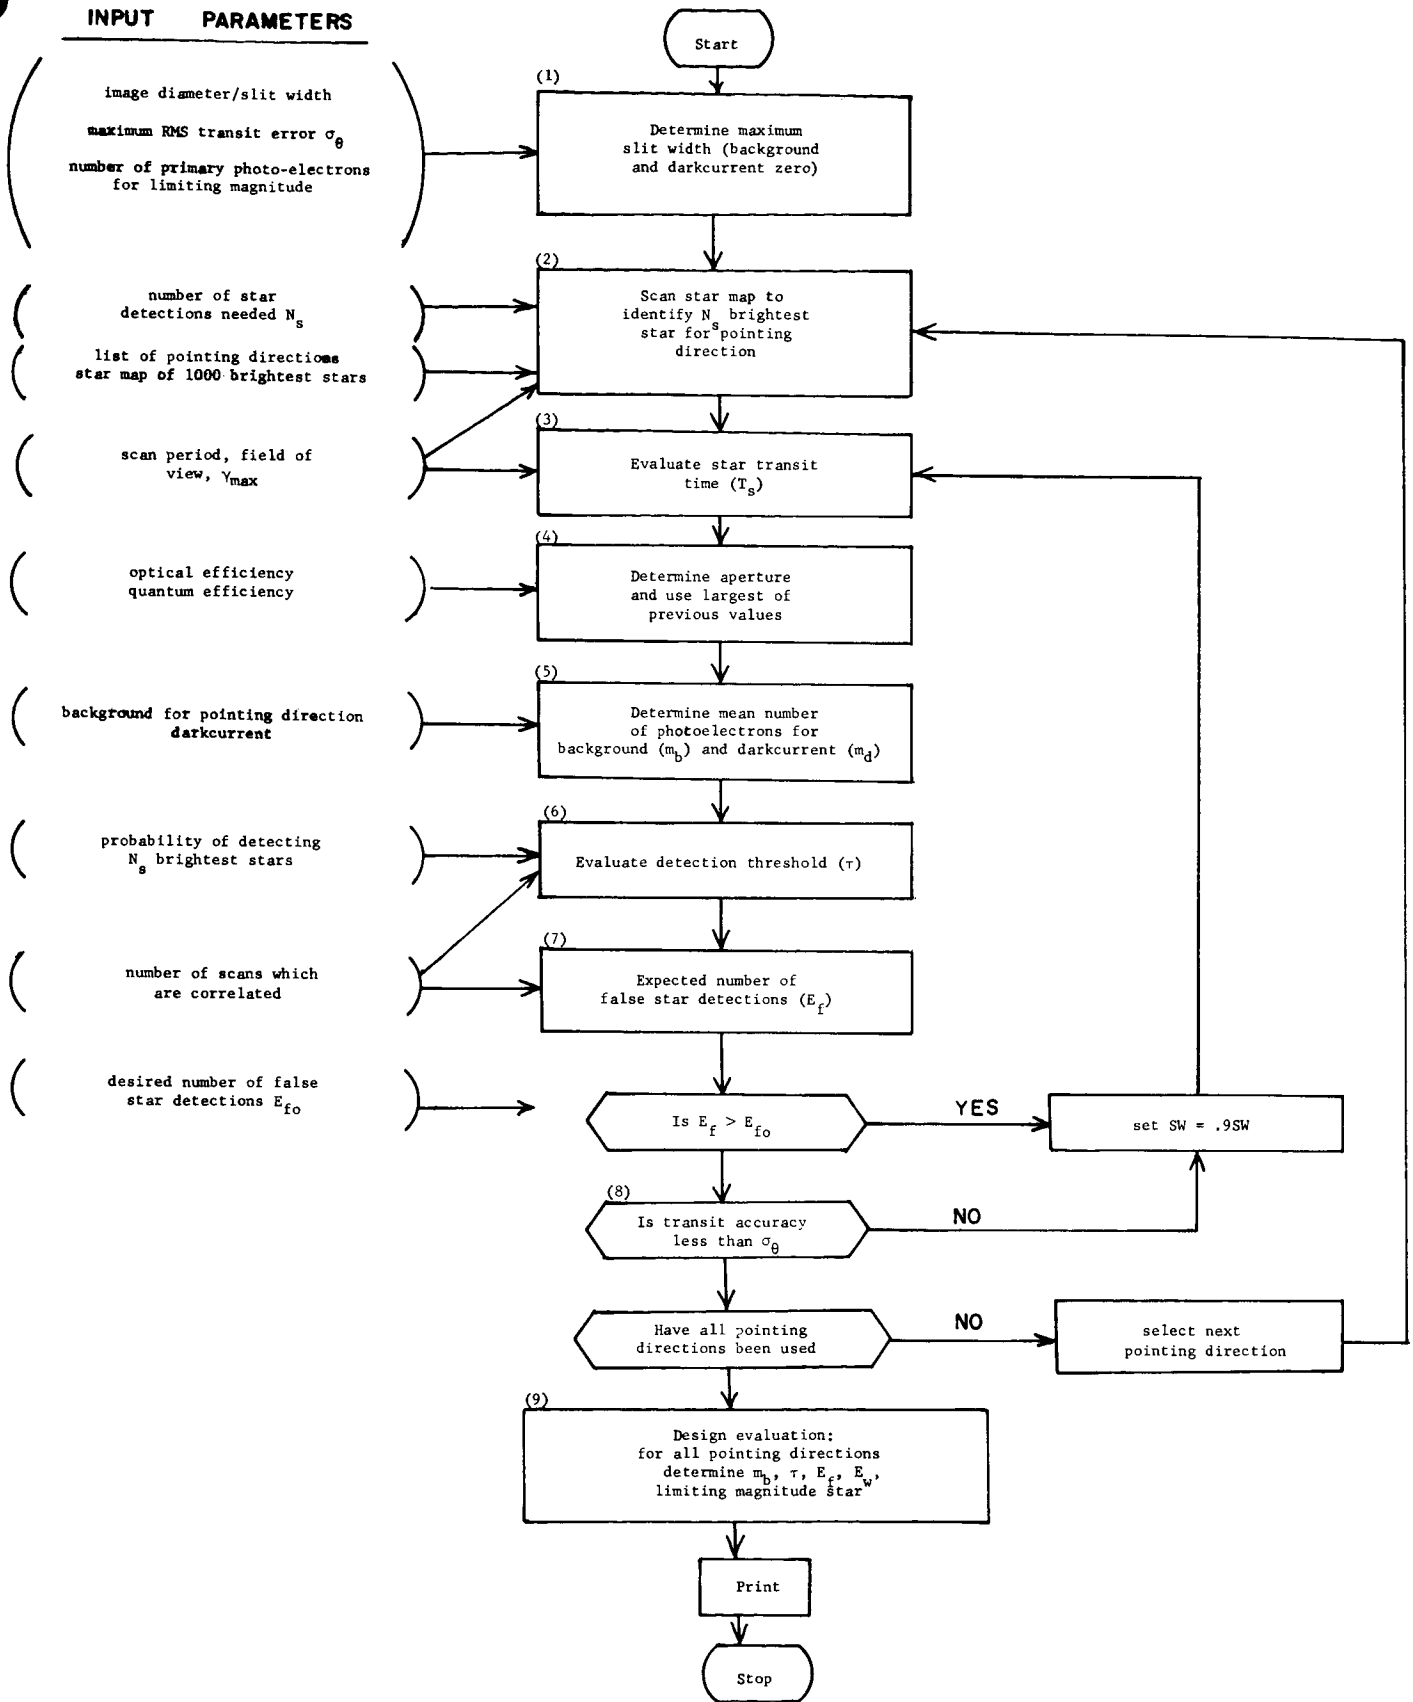 INPUT PARAMETERS
image diameter/slit width
maximum RMS transit error σθ
number of primary photo-electrons
for limiting magnitude
number of star
detections needed Ns
list of pointing directions
star map of 1000 brightest stars
scan period, field of
view, γmax
optical efficiency
quantum efficiency
background for pointing direction
darkcurrent
probability of detecting
Ns brightest stars
number of scans which
are correlated
desired number of false
star detections Efo
Start
(1)
Determine maximum
slit width (background
and darkcurrent zero)
(2)
Scan star map to
identify Ns brightest
star for pointing
direction
(3)
Evaluate star transit
time (Ts)
(4)
Determine aperture
and use largest of
previous values
(5)
Determine mean number
of photoelectrons for
background (mb) and darkcurrent (md)
(6)
Evaluate detection threshold (τ)
(7)
Expected number of
false star detections (Ef)
Is Ef > Efo
YES
set SW = .9SW
(8)
Is transit accuracy
less than σθ
NO
Have all pointing
directions been used
NO
select next
pointing direction
(9)
Design evaluation:
for all pointing directions
determine mb, τ, Ef, Ew,
limiting magnitude star
Print
Stop